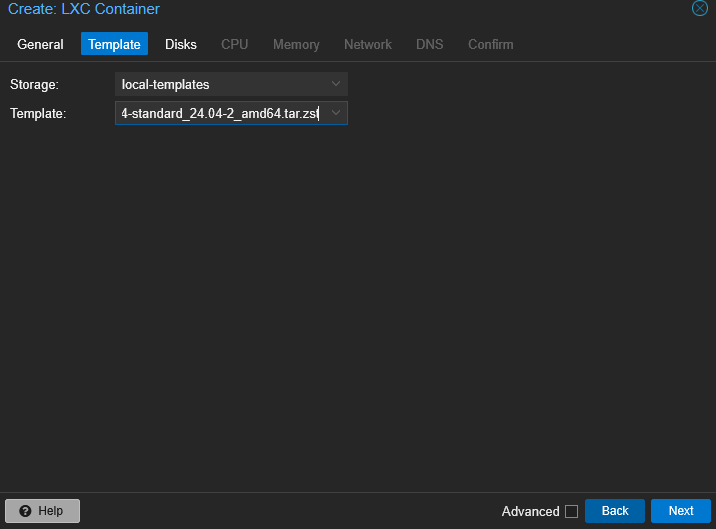 Create: LXC Container
General Template Disks CPU Memory Network DNS Confirm
Storage: local-templates
Template: 4-standard_24.04-2_amd64.tar.zst
Help Advanced Back Next